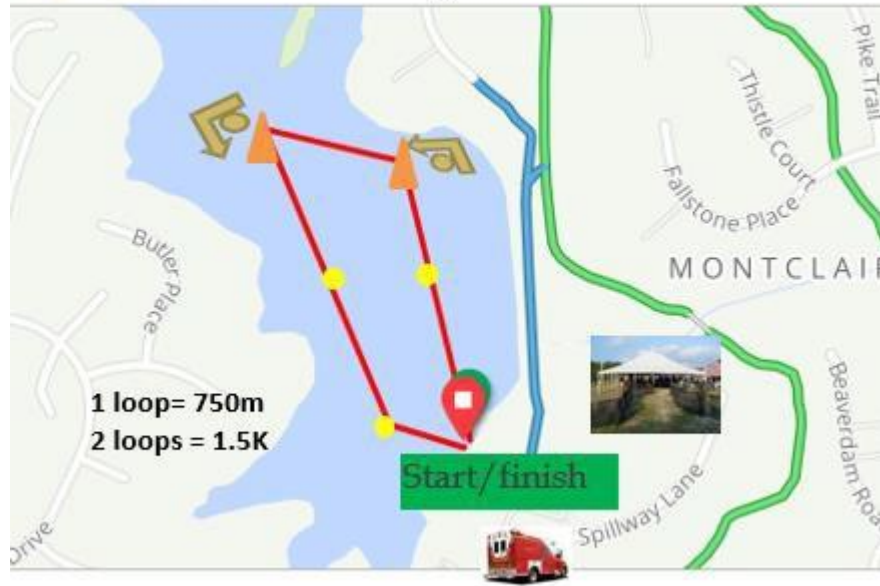 Pike Trail
Thistle Court
Fallstone Place
MONTCLAIR
Butler Place
1 loop= 750m
2 loops = 1.5K
Start/finish
Beaverdam Road
Spillway Lane
Drive